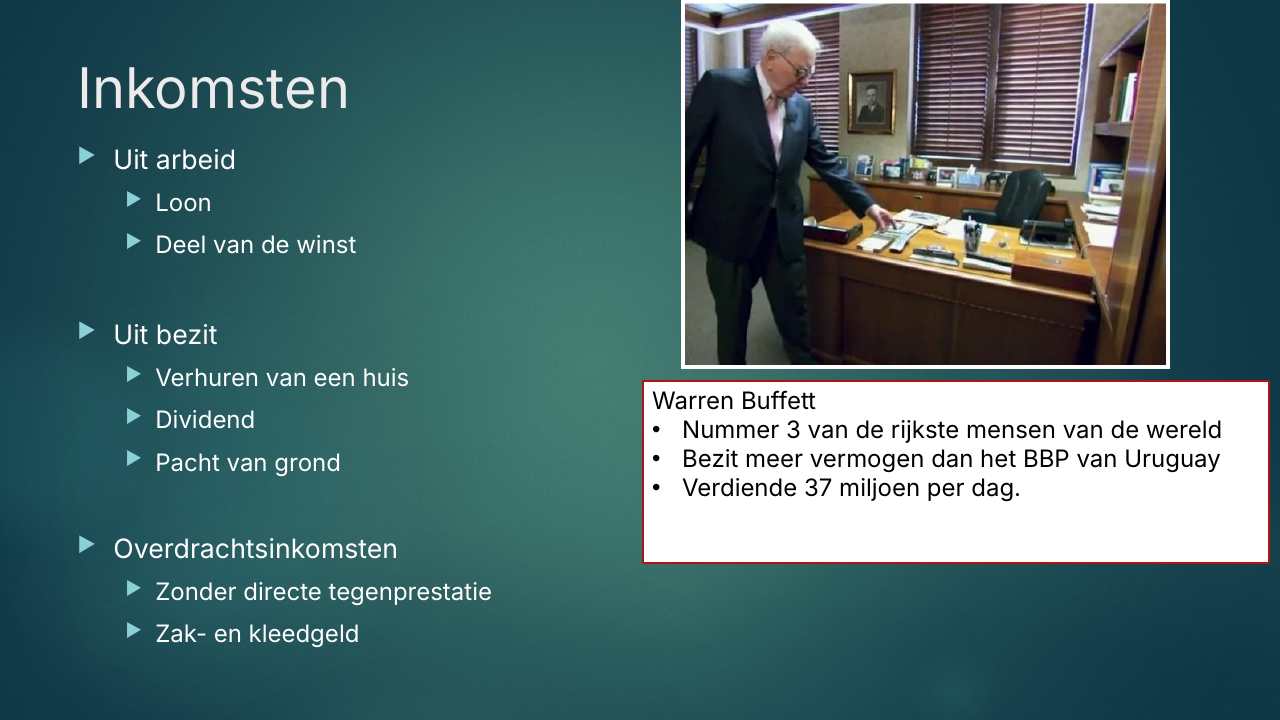 Inkomsten
Uit arbeid
Loon
Deel van de winst
Uit bezit
Verhuren van een huis
Dividend
Pacht van grond
Overdrachtsinkomsten
Zonder directe tegenprestatie
Zak- en kleedgeld
Warren Buffett
• Nummer 3 van de rijkste mensen van de wereld
• Bezit meer vermogen dan het BBP van Uruguay
• Verdiende 37 miljoen per dag.